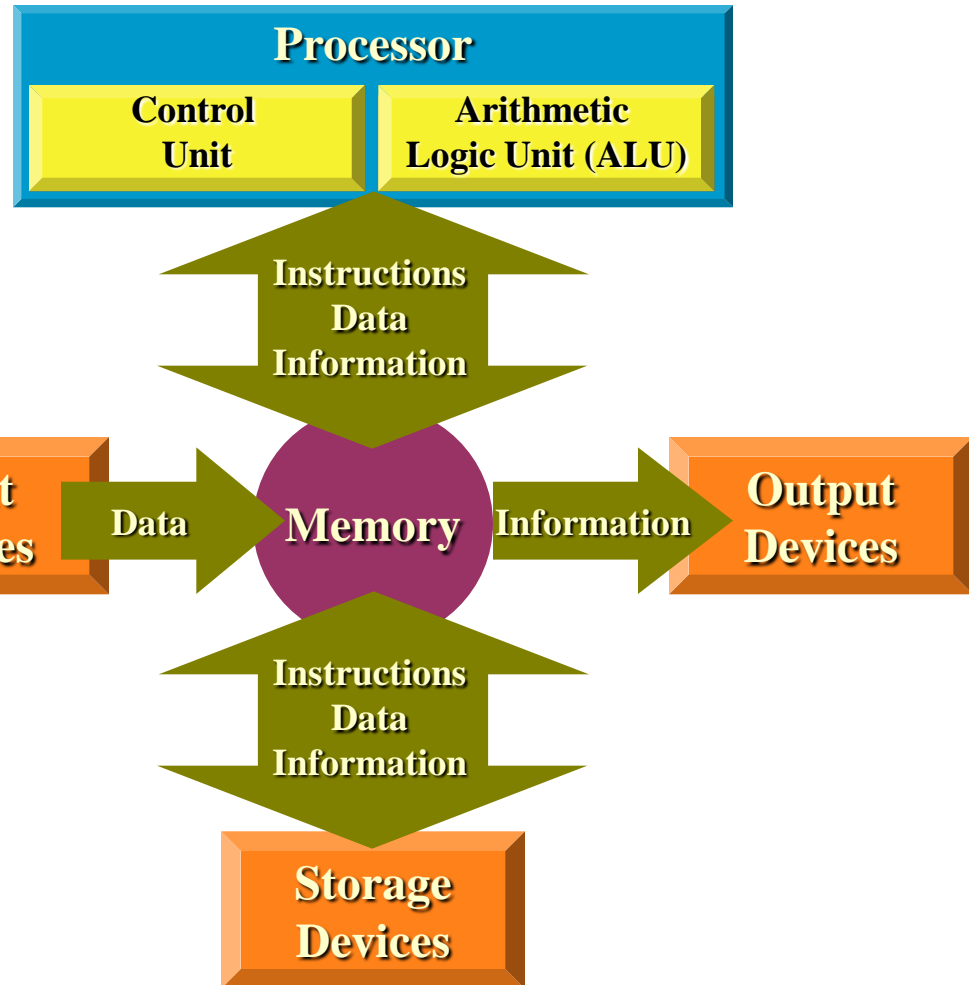 Processor
Control
Unit
Arithmetic
Logic Unit (ALU)
Instructions
Data
Information
Data
Memory
Information
Output
Devices
Instructions
Data
Information
Storage
Devices